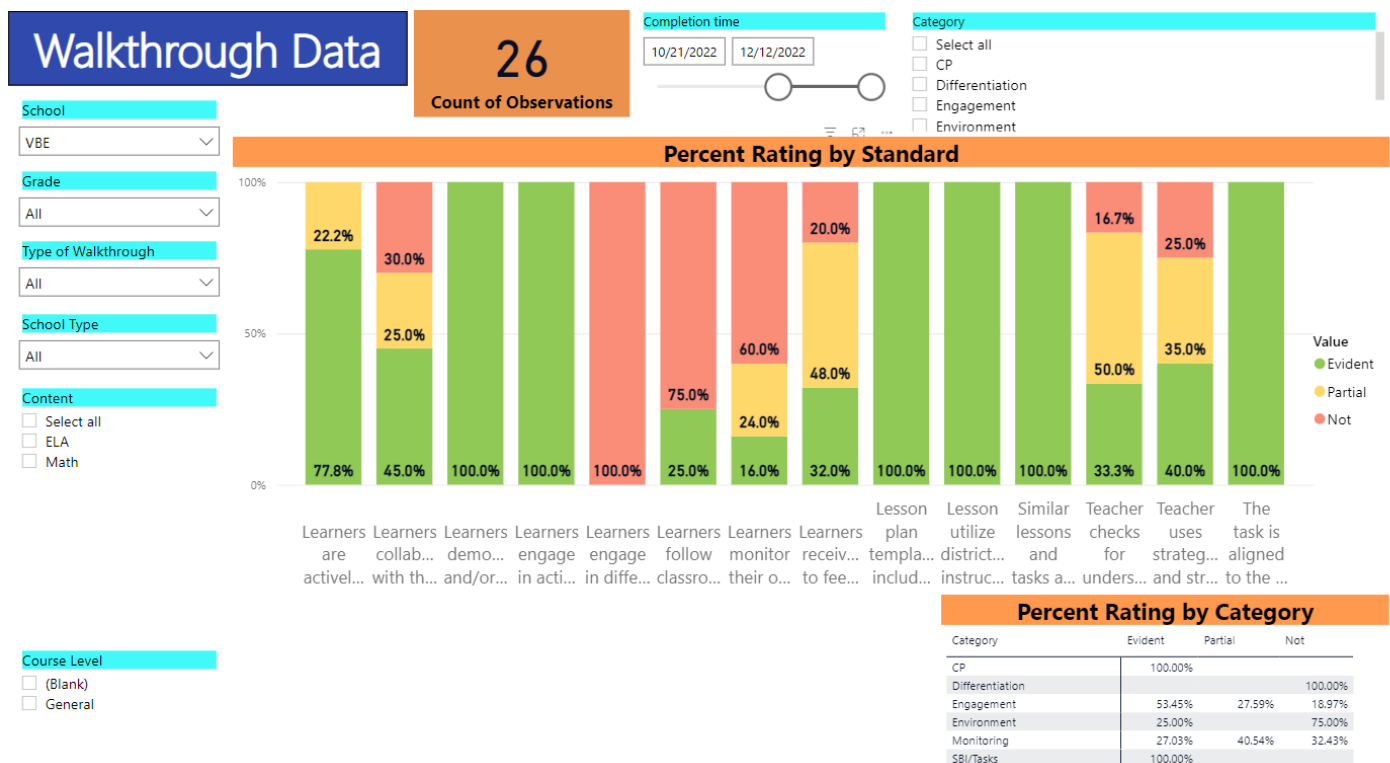 Walkthrough Data
26
Count of Observations
Completion time
10/21/2022
12/12/2022
Category
Select all
CP
Differentiation
Engagement
Environment
School
VBE
Grade
All
Type of Walkthrough
All
School Type
All
Content
Select all
ELA
Math
Course Level
(Blank)
General
Percent Rating by Standard
100%
50%
0%
22.2%
77.8%
30.0%
25.0%
45.0%
100.0%
100.0%
100.0%
75.0%
25.0%
60.0%
24.0%
16.0%
20.0%
48.0%
32.0%
100.0%
100.0%
100.0%
16.7%
50.0%
33.3%
25.0%
35.0%
40.0%
100.0%
Learners
are
activel...
Learners
collab...
with th...
Learners
demo...
and/or...
Learners
engage
in acti...
Learners
engage
in diffe...
Learners
follow
classro...
Learners
monitor
their o...
Learners
receiv...
to fee...
Lesson
plan
templa...
includ...
Lesson
utilize
district...
instruc...
Similar
lessons
and
tasks a...
Teacher
checks
for
unders...
Teacher
uses
strateg...
and str...
The
task is
aligned
to the ...
Value
Evident
Partial
Not
Percent Rating by Category
Category Evident Partial Not
CP 100.00%
Differentiation 100.00%
Engagement 53.45% 27.59% 18.97%
Environment 25.00% 75.00%
Monitoring 27.03% 40.54% 32.43%
SBI/Tasks 100.00%